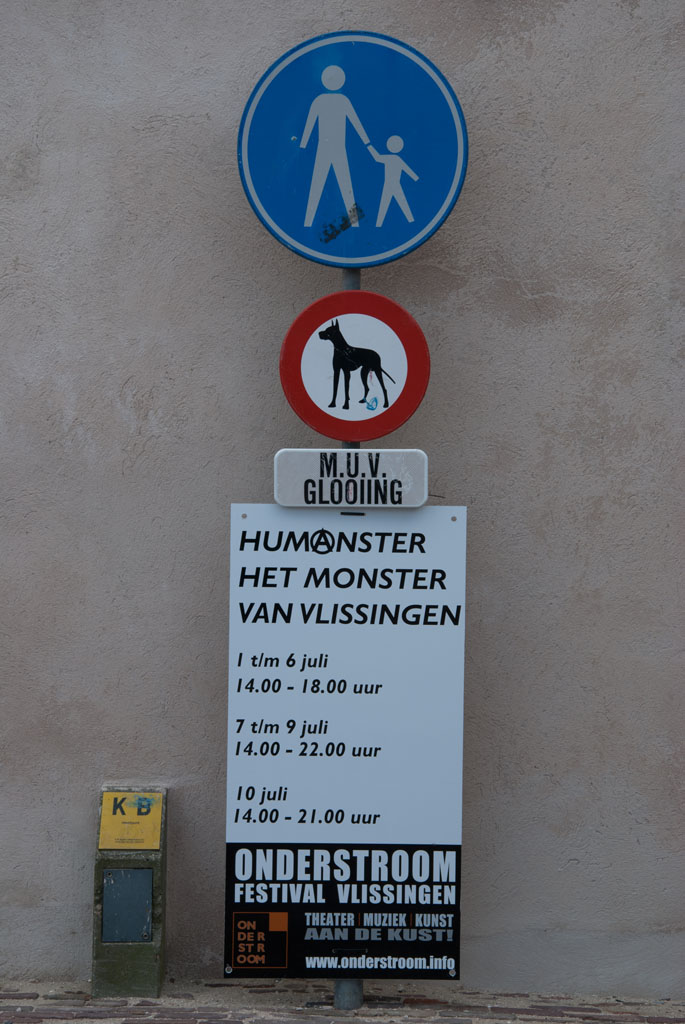 M.U.V.
GLOOIING
HUMANSTER
HET MONSTER
VAN VLISSINGEN
1 t/m 6 juli
14.00 - 18.00 uur
7 t/m 9 juli
14.00 - 22.00 uur
10 juli
14.00 - 21.00 uur
ONDERSTROOM
FESTIVAL VLISSINGEN
ON
DER
STR
OOM
THEATER | MUZIEK | KUNST
AAN DE KUST!
www.onderstroom.info
K B